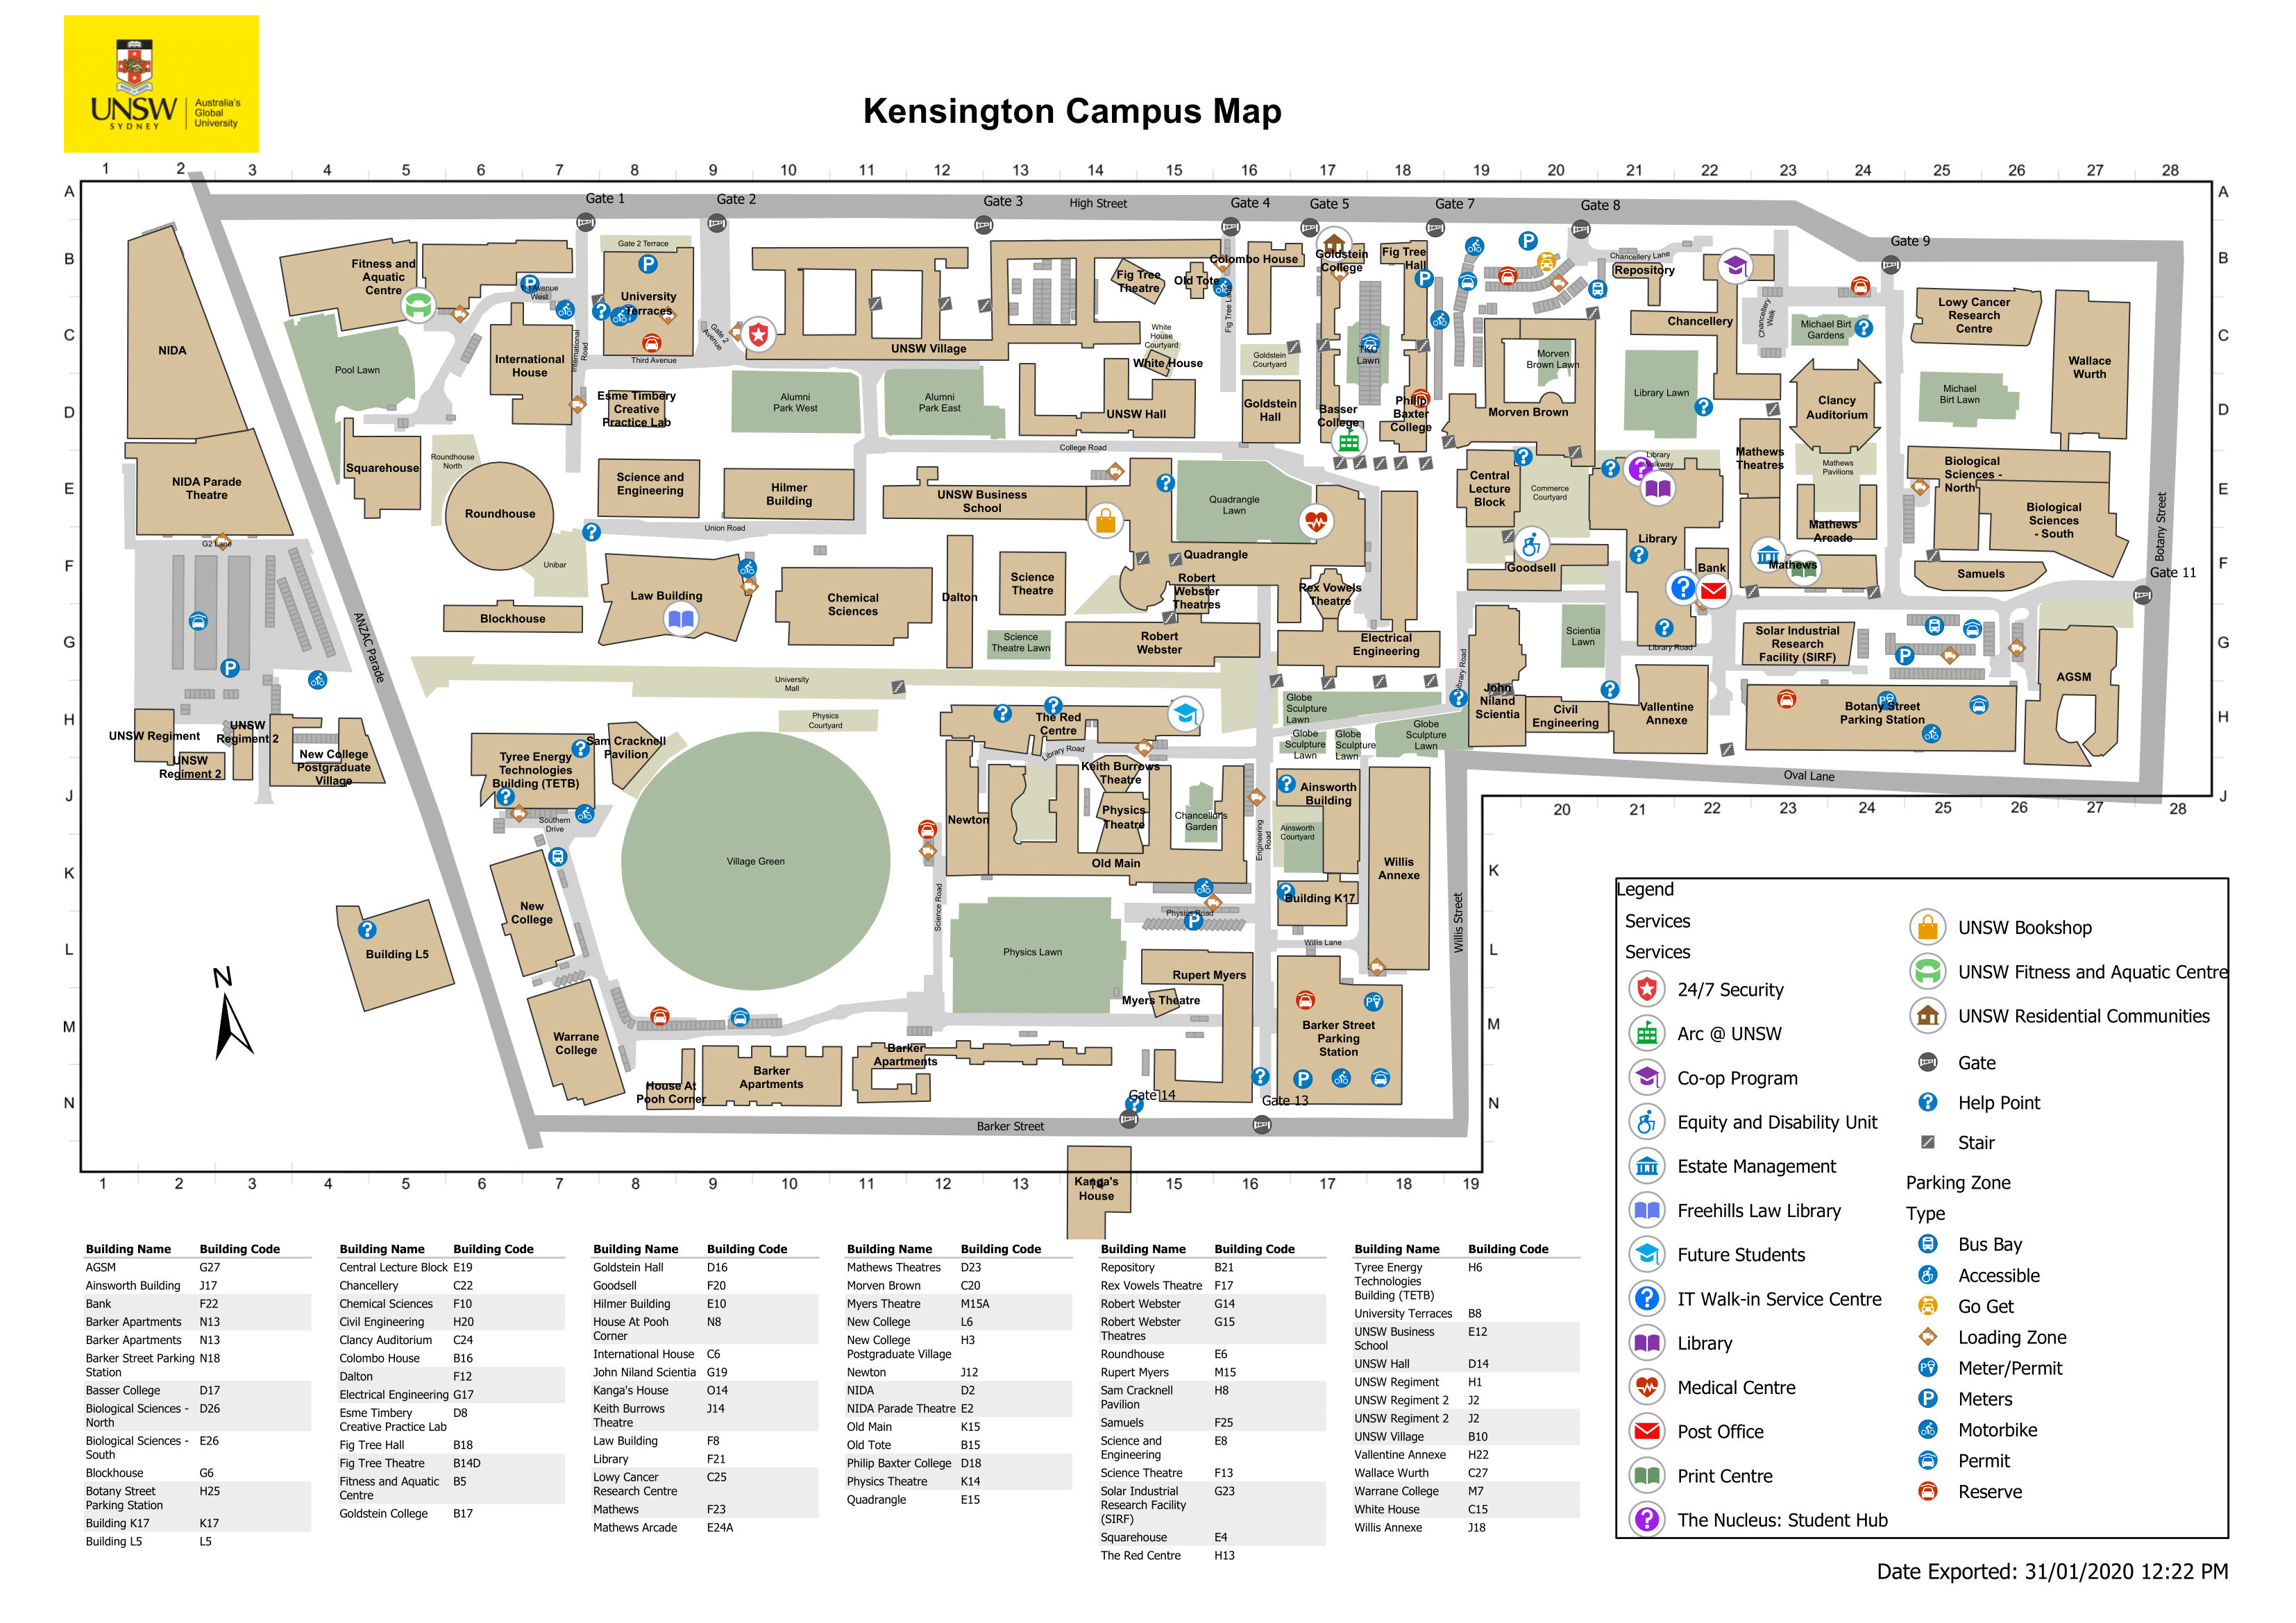 UNSW
SYDNEY
Australia's
Global
University
Kensington Campus Map
1 2 3 4 5 6 7 8 9 10 11 12 13 14 15 16 17 18 19 20 21 22 23 24 25 26 27 28
A A
Gate 1
Gate 2
Gate 3
High Street
Gate 4
Gate 5
Gate 7
Gate 8
Gate 9
B B
Gate 2 Terrace
Fitness and
Aquatic
Centre
1st Avenue
West
University
Terraces
Fig Tree
Theatre
Old Tote
Colombo House
Goldstein
College
Fig Tree
Hall
Chancellery Lane
Repository
Lowy Cancer
Research
Centre
C C
NIDA
Pool Lawn
International
House
International
Road
Third Avenue
Gate 2
Avenue
UNSW Village
White
House
Courtyard
White House
Fig Tree Lane
Goldstein
Courtyard
TKC
Lawn
Morven
Brown Lawn
Chancellery
Chancellery
Walk
Michael Birt
Gardens
Wallace
Wurth
D D
Esme Timbery
Creative
Practice Lab
Alumni
Park West
Alumni
Park East
UNSW Hall
Goldstein
Hall
Basser
College
Philip
Baxter
College
Morven Brown
Library Lawn
Clancy
Auditorium
Michael
Birt Lawn
College Road
E E
NIDA Parade
Theatre
Squarehouse
Roundhouse
North
Roundhouse
Science and
Engineering
Hilmer
Building
UNSW Business
School
Quadrangle
Lawn
Central
Lecture
Block
Commerce
Courtyard
Library
Walkway
Mathews
Theatres
Mathews
Pavilions
Mathews
Arcade
Biological
Sciences -
North
Biological
Sciences
- South
Botany Street
F F
G2 Lane
Union Road
Unibar
Law Building
Chemical
Sciences
Dalton
Science
Theatre
Quadrangle
Robert
Webster
Theatres
Rex Vowels
Theatre
Goodsell
Library
Bank
Mathews
Samuels
Gate 11
G G
ANZAC Parade
Blockhouse
Science
Theatre Lawn
Robert
Webster
Electrical
Engineering
Scientia
Lawn
Library Road
Library Road
Solar Industrial
Research
Facility (SIRF)
AGSM
H H
University
Mall
Physics
Courtyard
UNSW Regiment
UNSW
Regiment 2
UNSW
Regiment 2
New College
Postgraduate
Village
Tyree Energy
Technologies
Building (TETB)
Sam Cracknell
Pavilion
The Red
Centre
Library Road
Globe
Sculpture
Lawn
Globe
Sculpture
Lawn
Globe
Sculpture
Lawn
Globe
Sculpture
Lawn
John
Niland
Scientia
Civil
Engineering
Vallentine
Annexe
Botany Street
Parking Station
Oval Lane
J J
20 21 22 23 24 25 26 27 28
Southern
Drive
Newton
Keith Burrows
Theatre
Physics
Theatre
Chancellor's
Garden
Ainsworth
Building
Ainsworth
Courtyard
Engineering
Road
K K
Village Green
Old Main
Willis
Annexe
New
College
Science Road
Physics Road
Building K17
L L
Building L5
Physics Lawn
Willis Lane
Willis Street
N
Rupert Myers
Myers Theatre
M M
Warrane
College
Barker Street
Parking
Station
House At
Pooh Corner
Barker
Apartments
Barker
Apartments
N N
Gate 14
Gate 13
Barker Street
1 2 3 4 5 6 7 8 9 10 11 12 13 14 15 16 17 18 19
Kanga's
House
Legend
Services
Services
24/7 Security
Arc @ UNSW
Co-op Program
Equity and Disability Unit
Estate Management
Freehills Law Library
Future Students
IT Walk-in Service Centre
Library
Medical Centre
Post Office
Print Centre
The Nucleus: Student Hub
UNSW Bookshop
UNSW Fitness and Aquatic Centre
UNSW Residential Communities
Gate
Help Point
Stair
Parking Zone
Type
Bus Bay
Accessible
Go Get
Loading Zone
Meter/Permit
Meters
Motorbike
Permit
Reserve
Building Name Building Code
AGSM G27
Ainsworth Building J17
Bank F22
Barker Apartments N13
Barker Apartments N13
Barker Street Parking N18
Station
Basser College D17
Biological Sciences - D26
North
Biological Sciences - E26
South
Blockhouse G6
Botany Street H25
Parking Station
Building K17 K17
Building L5 L5
Building Name Building Code
Central Lecture Block E19
Chancellery C22
Chemical Sciences F10
Civil Engineering H20
Clancy Auditorium C24
Colombo House B16
Dalton F12
Electrical Engineering G17
Esme Timbery D8
Creative Practice Lab
Fig Tree Hall B18
Fig Tree Theatre B14D
Fitness and Aquatic B5
Centre
Goldstein College B17
Building Name Building Code
Goldstein Hall D16
Goodsell F20
Hilmer Building E10
House At Pooh N8
Corner
International House C6
John Niland Scientia G19
Kanga's House O14
Keith Burrows J14
Theatre
Law Building F8
Library F21
Lowy Cancer C25
Research Centre
Mathews F23
Mathews Arcade E24A
Building Name Building Code
Mathews Theatres D23
Morven Brown C20
Myers Theatre M15A
New College L6
New College H3
Postgraduate Village
Newton J12
NIDA D2
NIDA Parade Theatre E2
Old Main K15
Old Tote B15
Philip Baxter College D18
Physics Theatre K14
Quadrangle E15
Building Name Building Code
Repository B21
Rex Vowels Theatre F17
Robert Webster G14
Robert Webster G15
Theatres
Roundhouse E6
Rupert Myers M15
Sam Cracknell H8
Pavilion
Samuels F25
Science and E8
Engineering
Science Theatre F13
Solar Industrial G23
Research Facility
(SIRF)
Squarehouse E4
The Red Centre H13
Building Name Building Code
Tyree Energy H6
Technologies
Building (TETB)
University Terraces B8
UNSW Business E12
School
UNSW Hall D14
UNSW Regiment H1
UNSW Regiment 2 J2
UNSW Regiment 2 J2
UNSW Village B10
Vallentine Annexe H22
Wallace Wurth C27
Warrane College M7
White House C15
Willis Annexe J18
Date Exported: 31/01/2020 12:22 PM